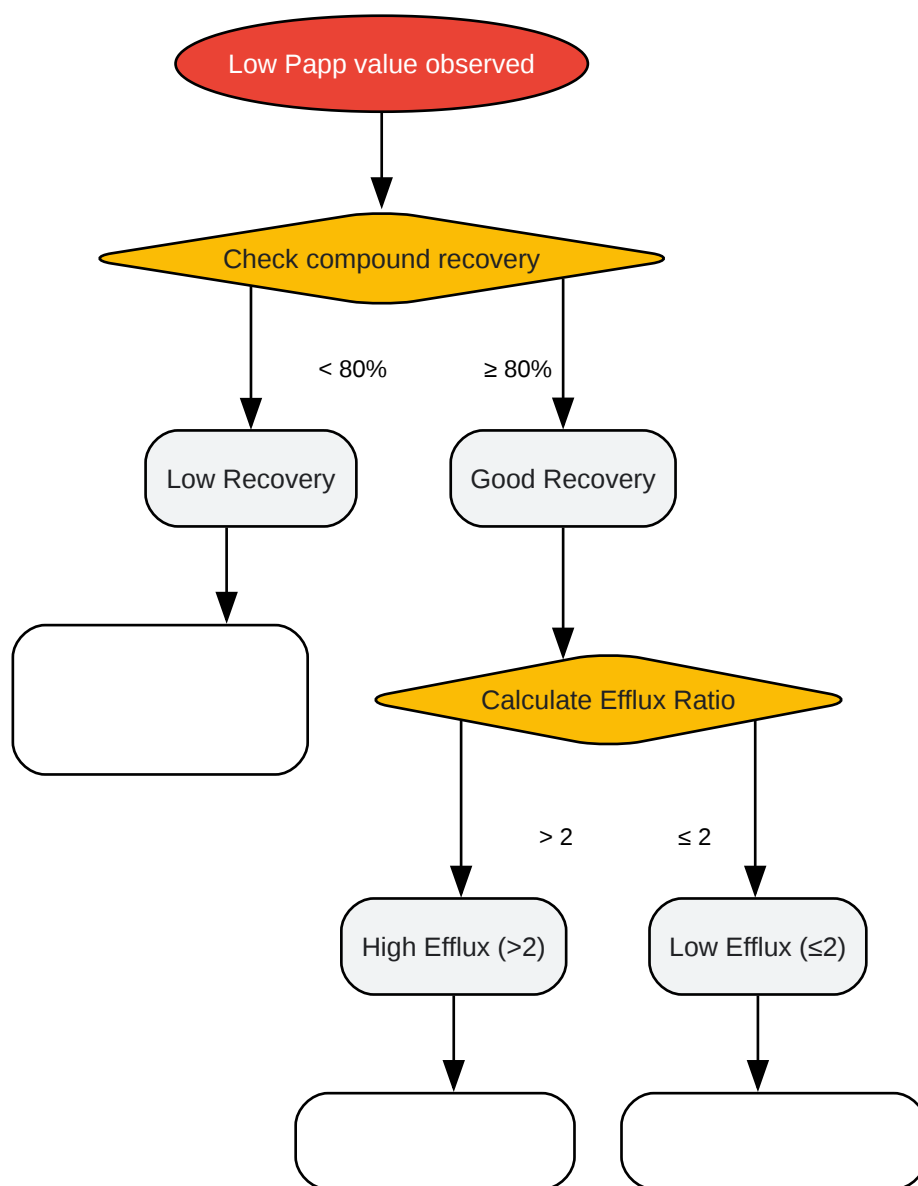 Low Papp value observed
Check compound recovery
< 80%
≥ 80%
Low Recovery
Good Recovery
Calculate Efflux Ratio
> 2
≤ 2
High Efflux (>2)
Low Efflux (≤2)